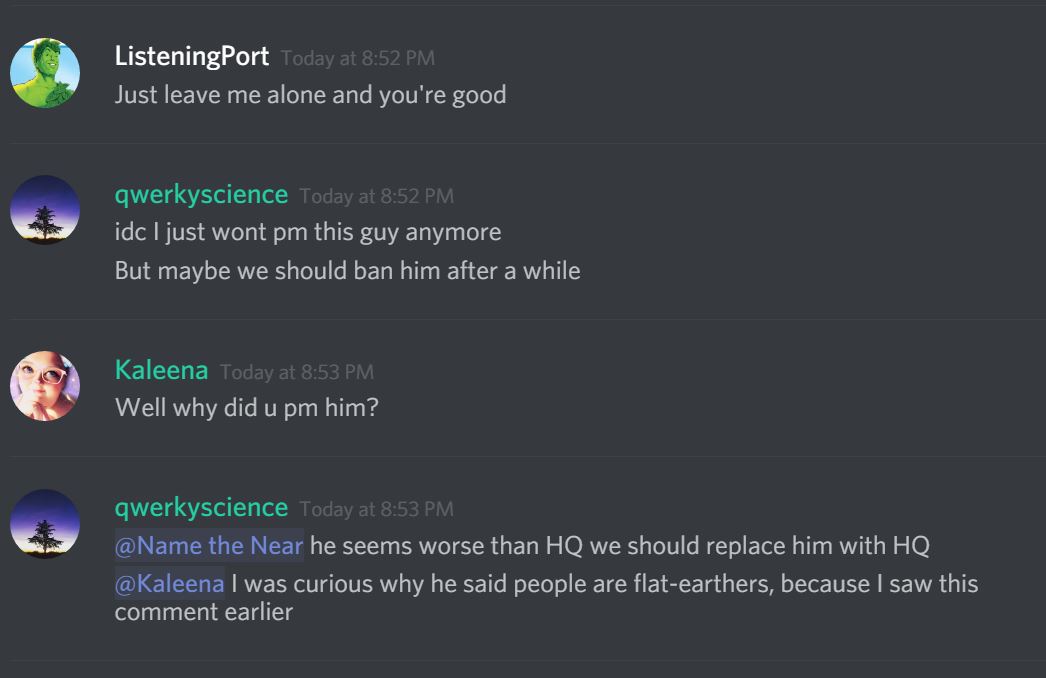 ListeningPort Today at 8:52 PM
Just leave me alone and you're good
qwerkyscience Today at 8:52 PM
idc I just wont pm this guy anymore
But maybe we should ban him after a while
Kaleena Today at 8:53 PM
Well why did u pm him?
qwerkyscience Today at 8:53 PM
@Name the Near he seems worse than HQ we should replace him with HQ
@Kaleena I was curious why he said people are flat-earthers, because I saw this
comment earlier